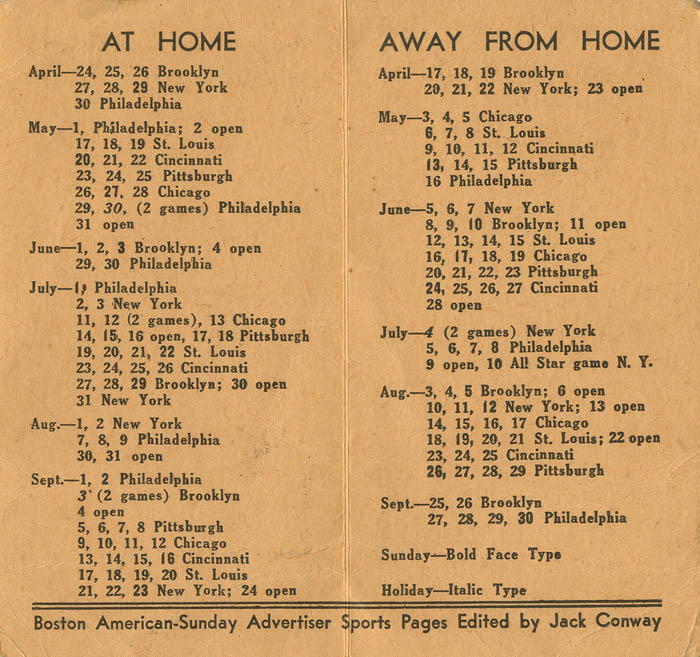 AT HOME
April—24, 25, 26 Brooklyn
27, 28, 29 New York
30 Philadelphia
May—1, Philadelphia; 2 open
17, 18, 19 St. Louis
20, 21, 22 Cincinnati
23, 24, 25 Pittsburgh
26, 27, 28 Chicago
29, 30, (2 games) Philadelphia
31 open
June—1, 2, 3 Brooklyn; 4 open
29, 30 Philadelphia
July—1, Philadelphia
2, 3 New York
11, 12 (2 games), 13 Chicago
14, 15, 16 open, 17, 18 Pittsburgh
19, 20, 21, 22 St. Louis
23, 24, 25, 26 Cincinnati
27, 28, 29 Brooklyn; 30 open
31 New York
Aug.—1, 2 New York
7, 8, 9 Philadelphia
30, 31 open
Sept.—1, 2 Philadelphia
3 (2 games) Brooklyn
4 open
5, 6, 7, 8 Pittsburgh
9, 10, 11, 12 Chicago
13, 14, 15, 16 Cincinnati
17, 18, 19, 20 St. Louis
21, 22, 23 New York; 24 open
AWAY FROM HOME
April—17, 18, 19 Brooklyn
20, 21, 22 New York; 23 open
May—3, 4, 5 Chicago
6, 7, 8 St. Louis
9, 10, 11, 12 Cincinnati
13, 14, 15 Pittsburgh
16 Philadelphia
June—5, 6, 7 New York
8, 9, 10 Brooklyn; 11 open
12, 13, 14, 15 St. Louis
16, 17, 18, 19 Chicago
20, 21, 22, 23 Pittsburgh
24, 25, 26, 27 Cincinnati
28 open
July—4 (2 games) New York
5, 6, 7, 8 Philadelphia
9 open, 10 All Star game N. Y.
Aug.—3, 4, 5 Brooklyn; 6 open
10, 11, 12 New York; 13 open
14, 15, 16, 17 Chicago
18, 19, 20, 21 St. Louis; 22 open
23, 24, 25 Cincinnati
26, 27, 28, 29 Pittsburgh
Sept.—25, 26 Brooklyn
27, 28, 29, 30 Philadelphia
Sunday—Bold Face Type
Holiday—Italic Type
Boston American-Sunday Advertiser Sports Pages Edited by Jack Conway